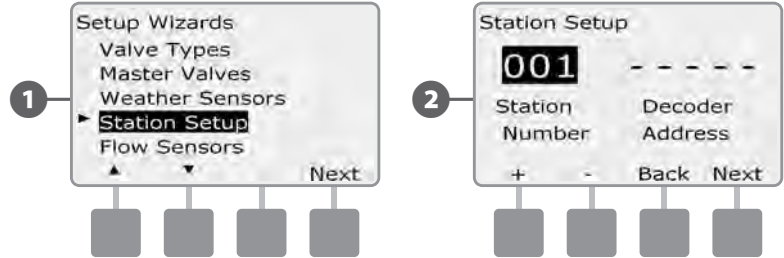 1
Setup Wizards
Valve Types
Master Valves
Weather Sensors
► Station Setup
Flow Sensors
▲ ▼ Next
2
Station Setup
001 - - - - -
Station Decoder
Number Address
+ - Back Next